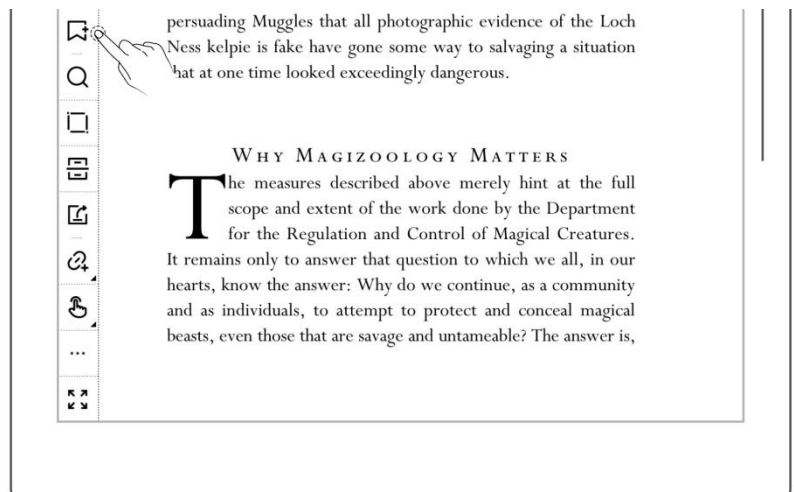 persuading Muggles that all photographic evidence of the Loch
Ness kelpie is fake have gone some way to salvaging a situation
hat at one time looked exceedingly dangerous.
WHY MAGIZOOLOGY MATTERS
The measures described above merely hint at the full
scope and extent of the work done by the Department
for the Regulation and Control of Magical Creatures.
It remains only to answer that question to which we all, in our
hearts, know the answer: Why do we continue, as a community
and as individuals, to attempt to protect and conceal magical
beasts, even those that are savage and untameable? The answer is,